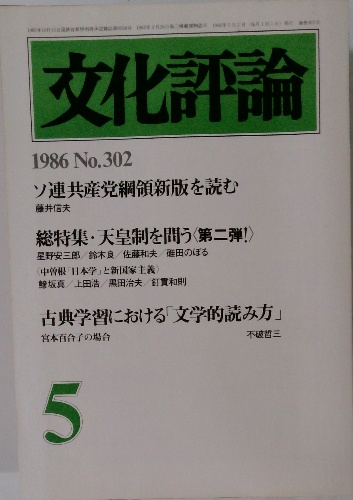 文化評論
1986 No.302
ソ連共産党綱領新版を読む
藤井信夫
総特集・天皇制を問う〈第二弾!〉
星野安三郎／鈴木良／佐藤和夫／碓田のぼる
〈中曽根「日本学」と新国家主義〉
鰺坂真／上田浩／黒田治夫／釘貫和則
古典学習における「文学的読み方」
宮本百合子の場合 不破哲三
5